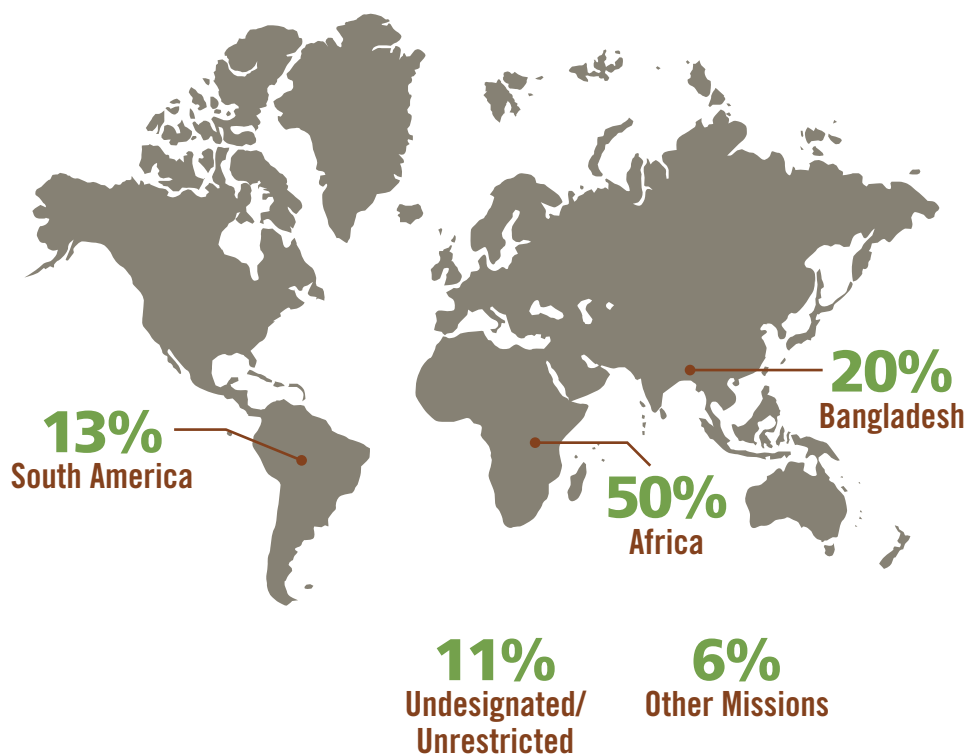 20%
Bangladesh
13%
South America
50%
Africa
11%
Undesignated/
Unrestricted
6%
Other Missions